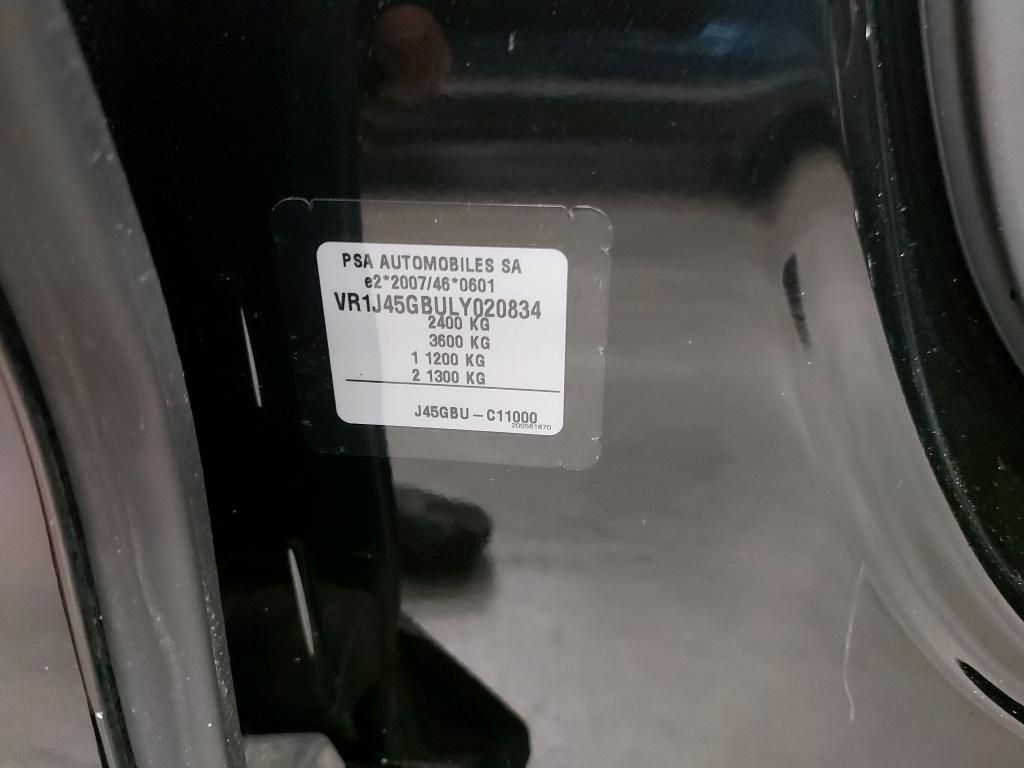 PSA AUTOMOBILES SA
e2*2007/46*0601
VR1J45GBULY020834
2400 KG
3600 KG
1 1200 KG
2 1300 KG
J45GBU-C11000
200581870